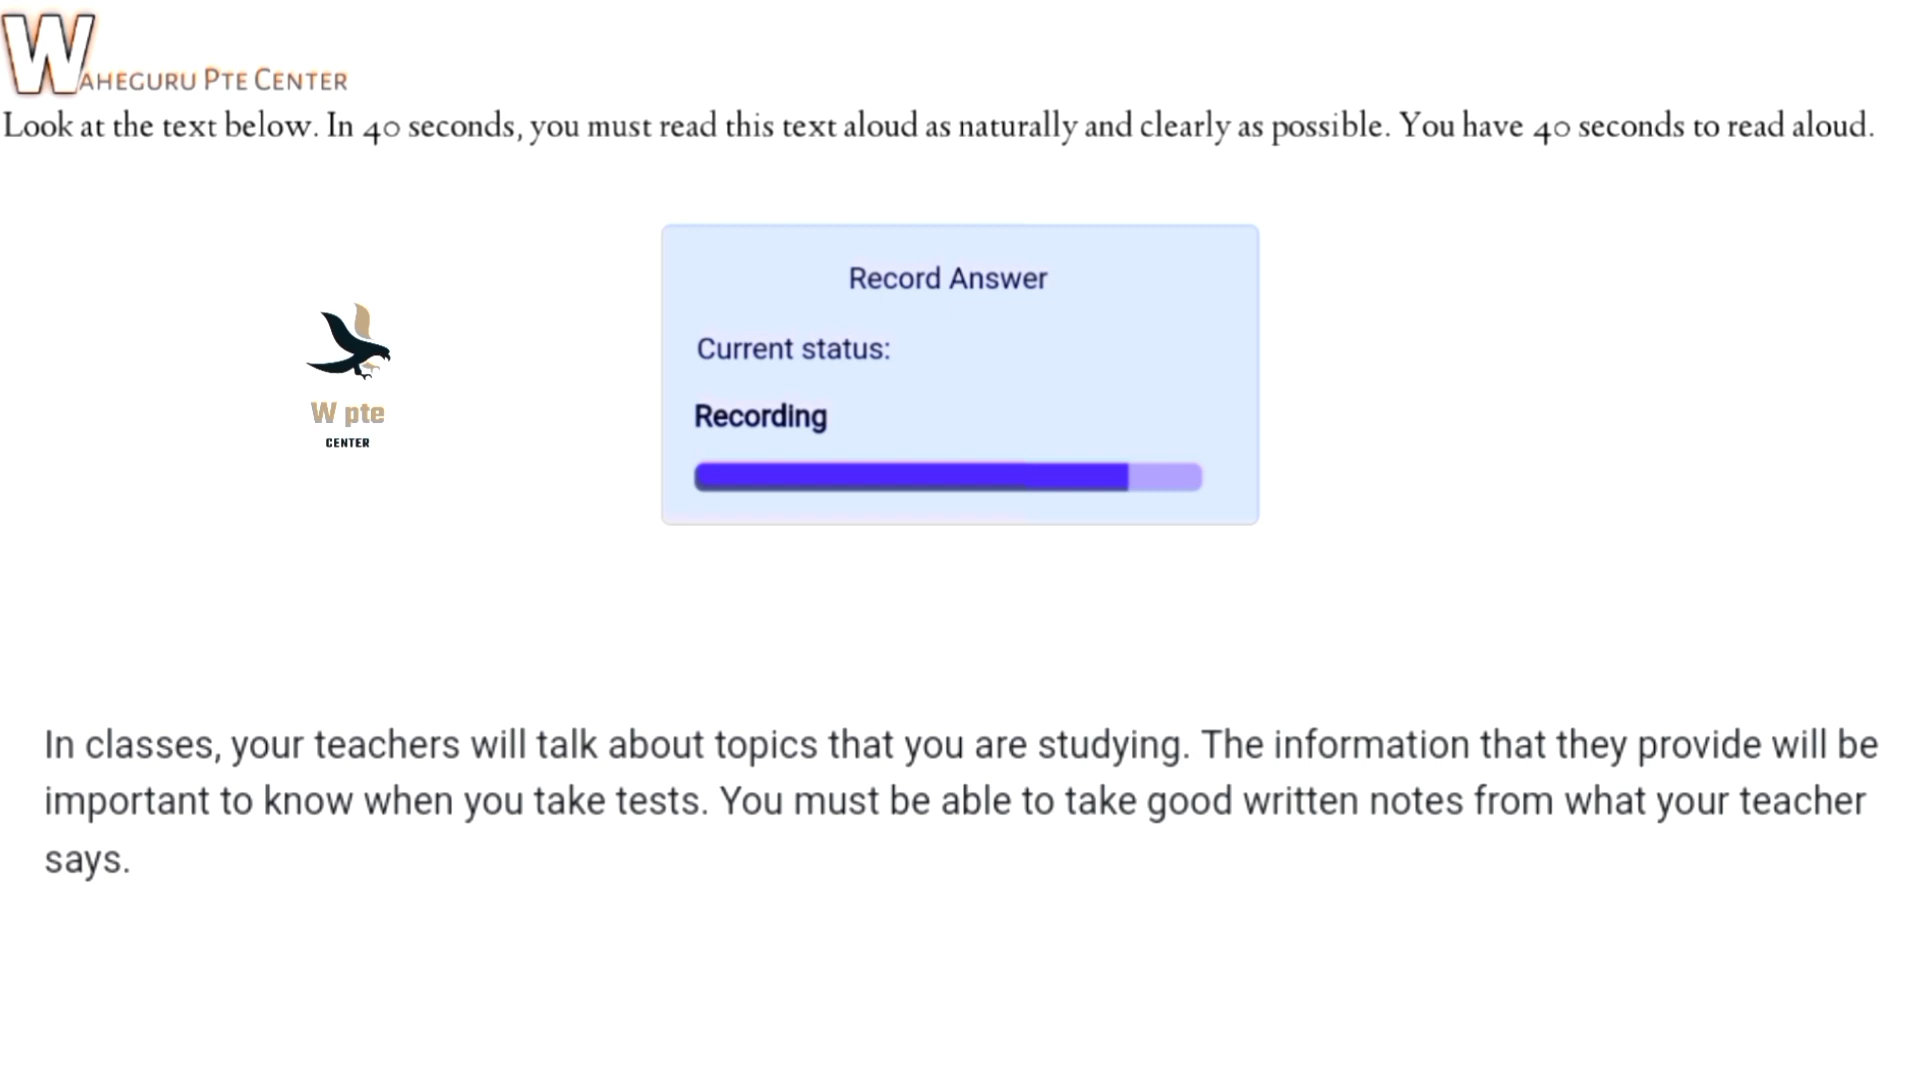 WAHEGURU PTE CENTER
Look at the text below. In 40 seconds, you must read this text aloud as naturally and clearly as possible. You have 40 seconds to read aloud.
Record Answer
Current status:
Recording
W pte
CENTER
In classes, your teachers will talk about topics that you are studying. The information that they provide will be
important to know when you take tests. You must be able to take good written notes from what your teacher
says.